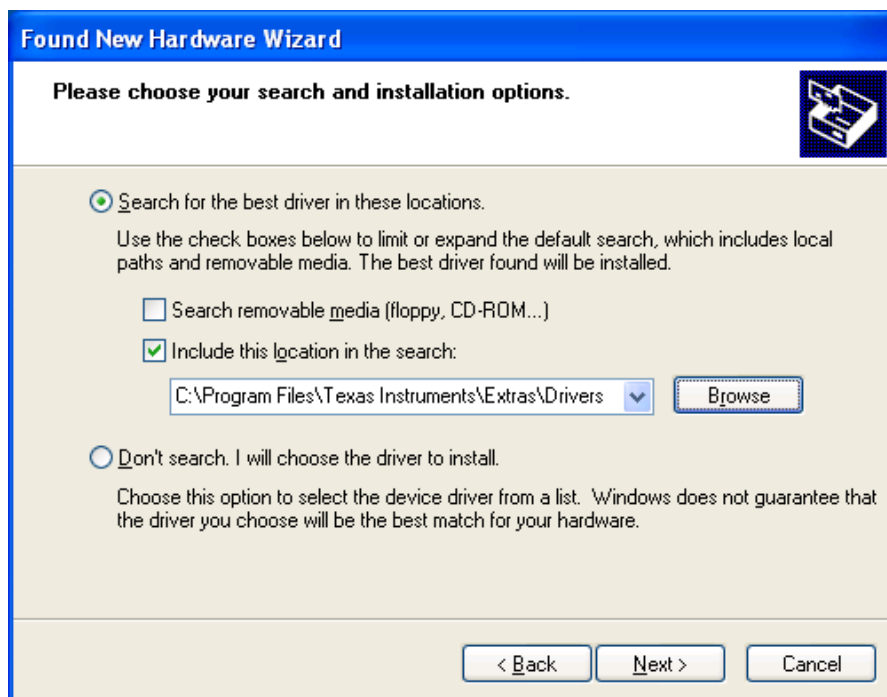 Found New Hardware Wizard
Please choose your search and installation options.
Search for the best driver in these locations.
Use the check boxes below to limit or expand the default search, which includes local
paths and removable media. The best driver found will be installed.
Search removable media (floppy, CD-ROM...)
Include this location in the search:
C:\Program Files\Texas Instruments\Extras\Drivers
Browse
Don't search. I will choose the driver to install.
Choose this option to select the device driver from a list. Windows does not guarantee that
the driver you choose will be the best match for your hardware.
< Back
Next >
Cancel